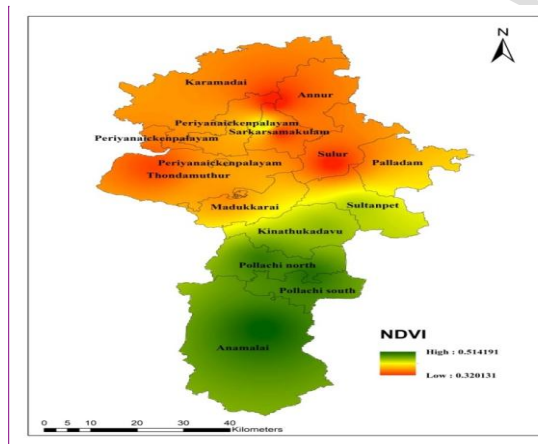 N
Karamadai
Annur
Periyanaickenpalayam
Sarkarsamakulam
Periyanaickenpalayam
Sulur
Periyanaickenpalayam
Palladam
Thondamuthur
Madukkarai
Sultanpet
Kinathukadavu
Pollachi north
Pollachi south
Anamalai
NDVI
High : 0.514191
Low : 0.320131
0 5 10 20 30 40
Kilometers